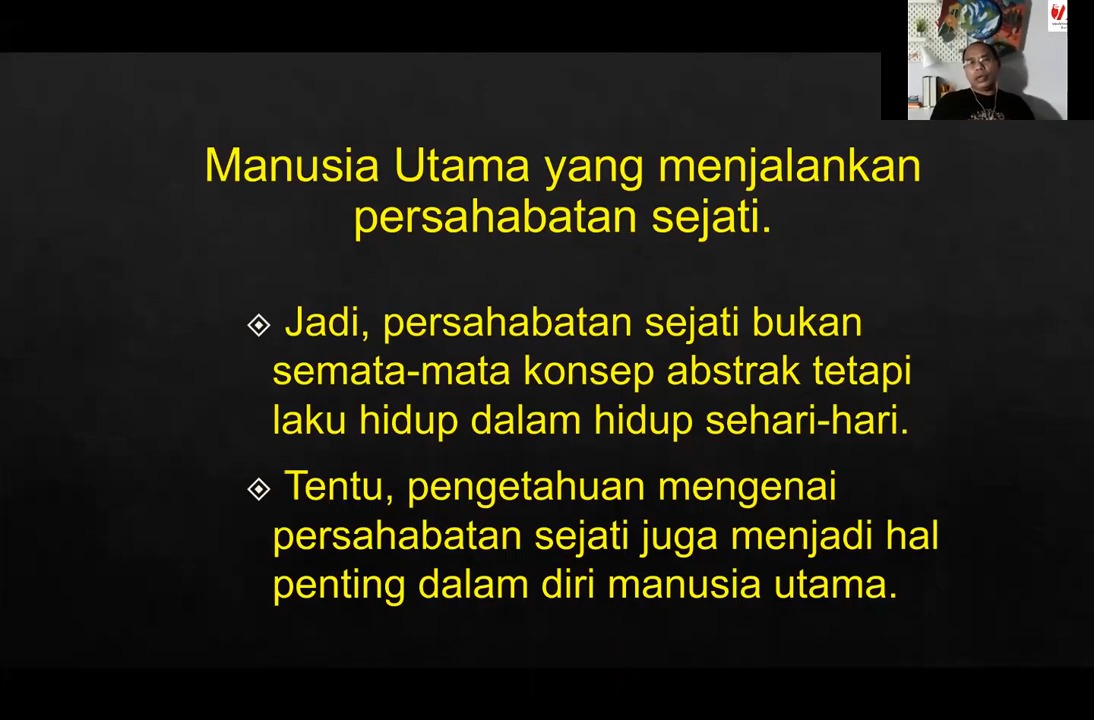 Manusia Utama yang menjalankan
persahabatan sejati.
Jadi, persahabatan sejati bukan
semata-mata konsep abstrak tetapi
laku hidup dalam hidup sehari-hari.
Tentu, pengetahuan mengenai
persahabatan sejati juga menjadi hal
penting dalam diri manusia utama.